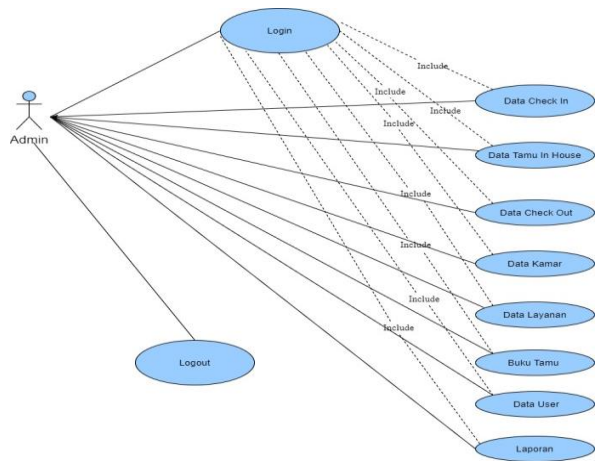 Login
Include
Data Check In
Include
Include
Admin
Include
Data Tamu In House
Include
Data Check Out
Include
Data Kamar
Include
Data Layanan
Include
Logout
Buku Tamu
Data User
Laporan